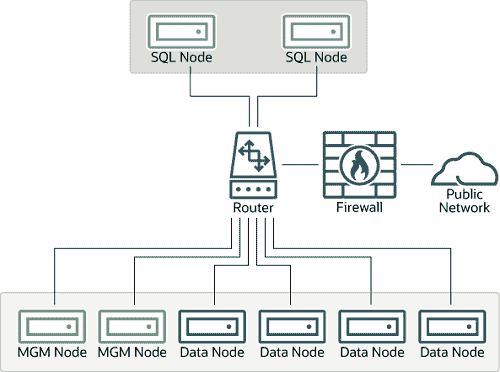 SQL Node
SQL Node
Router
Firewall
Public
Network
MGM Node
MGM Node
Data Node
Data Node
Data Node
Data Node